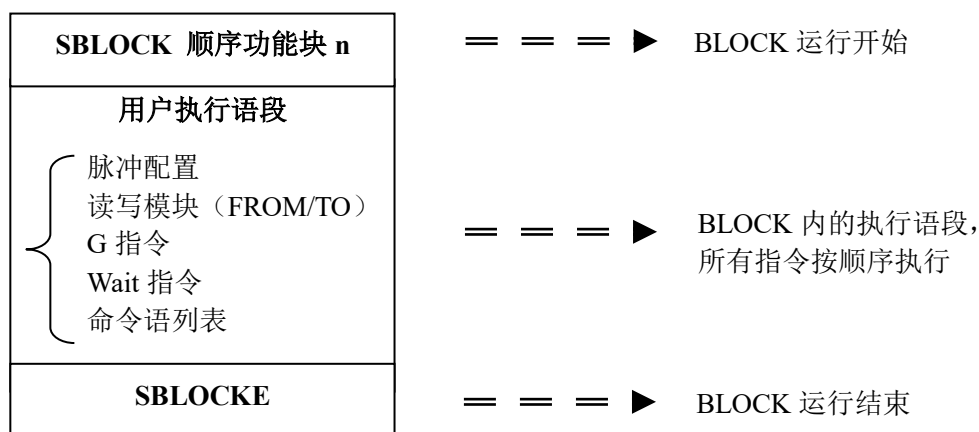 SBLOCK 顺序功能块 n
BLOCK 运行开始
用户执行语段
脉冲配置
读写模块（FROM/TO）
G 指令
Wait 指令
命令语列表
BLOCK 内的执行语段，
所有指令按顺序执行
SBLOCKE
BLOCK 运行结束